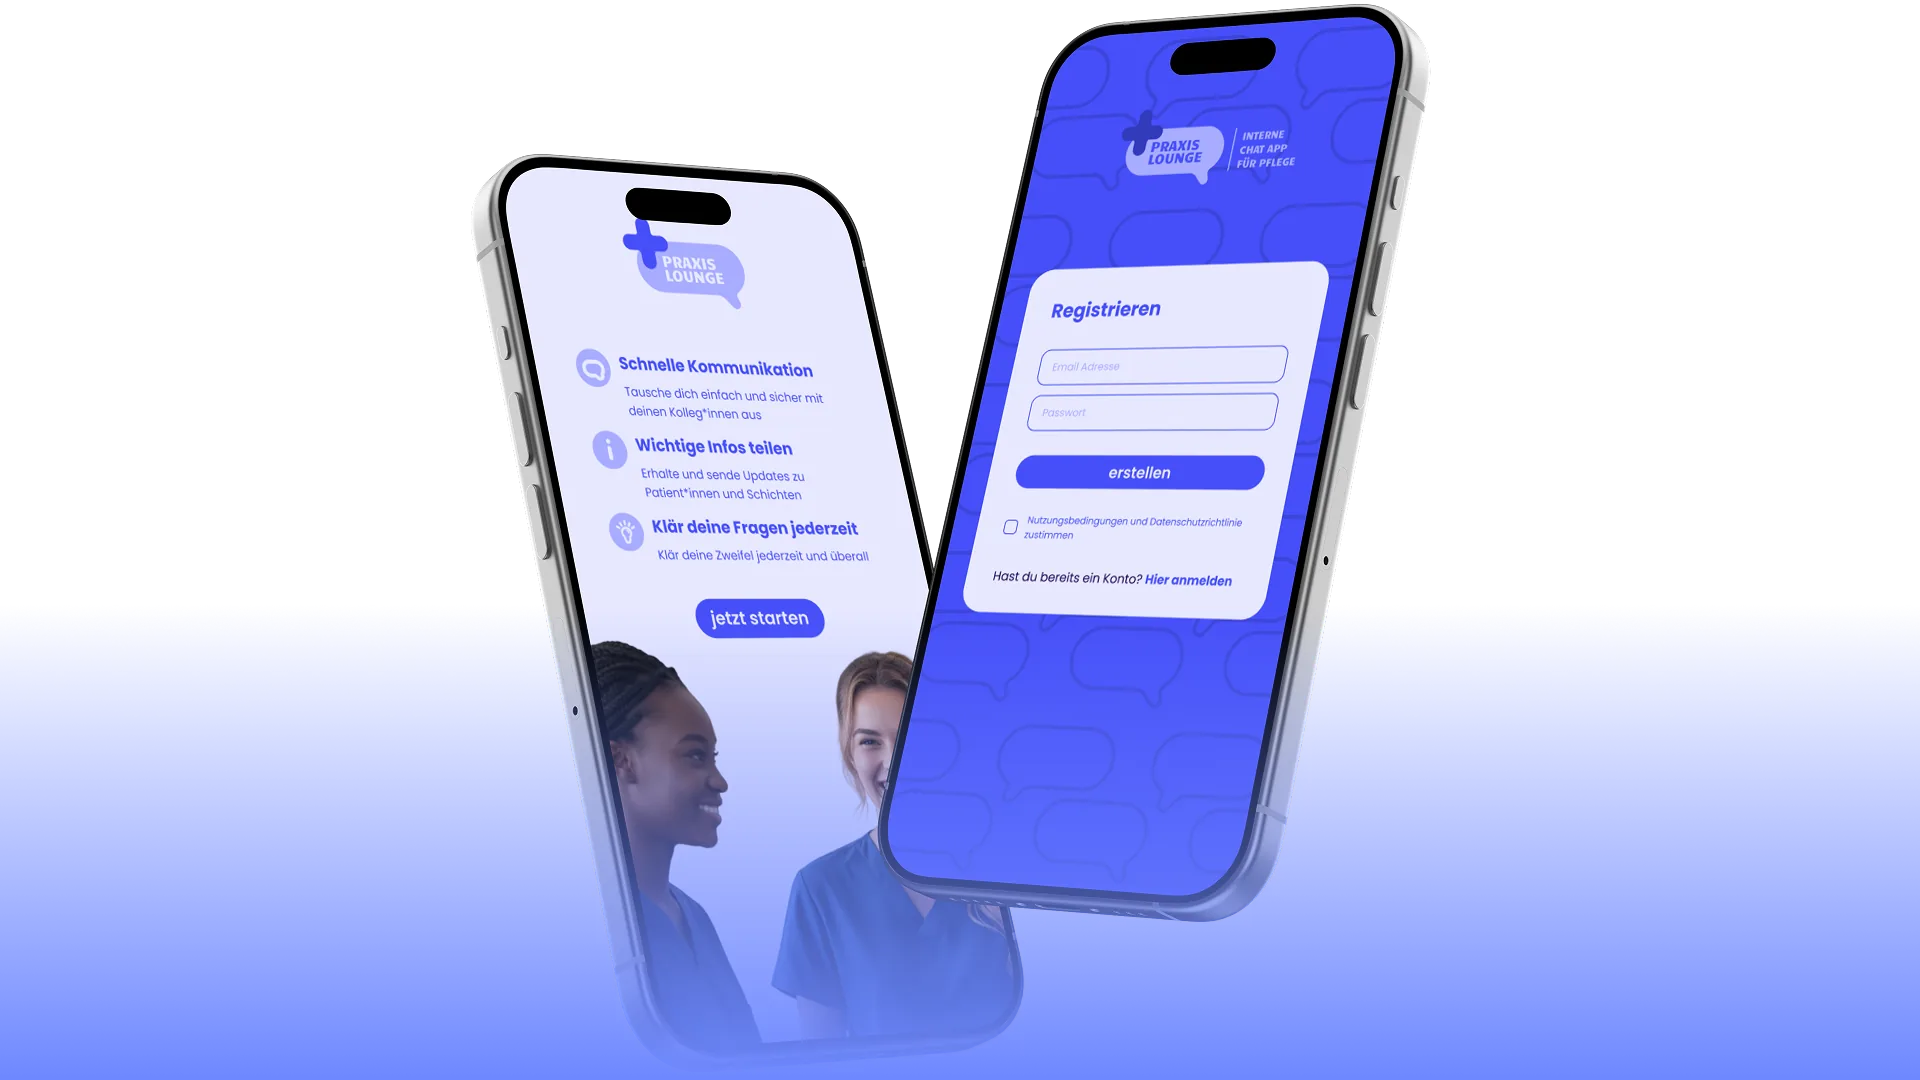 PRAXIS
LOUNGE
Schnelle Kommunikation
Tausche dich einfach und sicher mit
deinen Kolleg*innen aus
Wichtige Infos teilen
Erhalte und sende Updates zu
Patient*innen und Schichten
Klär deine Fragen jederzeit
Klär deine Zweifel jederzeit und überall
jetzt starten
PRAXIS
LOUNGE
INTERNE
CHAT APP
FÜR PFLEGE
Registrieren
Email Adresse
Passwort
erstellen
Nutzungsbedingungen und Datenschutzrichtlinie
zustimmen
Hast du bereits ein Konto? Hier anmelden